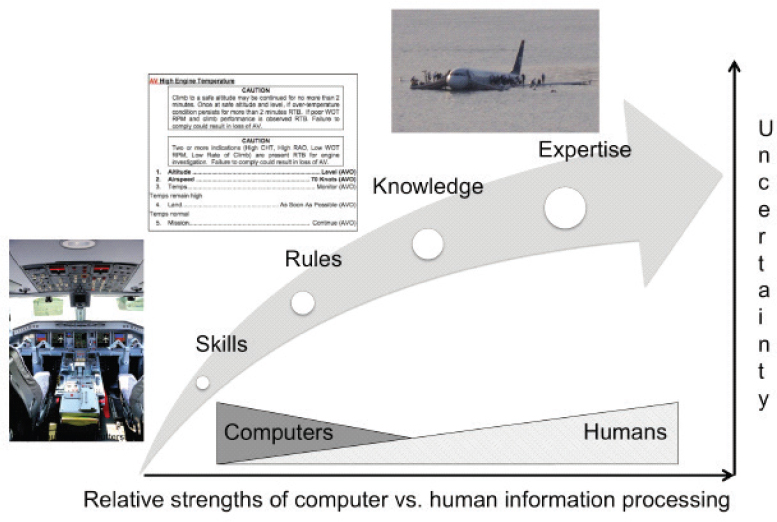 AV High Engine Temperature
CAUTION
Climb to a safe altitude may be continued for no more than 2
minutes. Once at safe altitude and level, if over-temperature
condition persists for more than 2 minutes RTB. If poor WOT
RPM and climb performance is observed RTB. Failure to
comply could result in loss of AV.
CAUTION
Two or more indications (High CHT, High RAO, Low WOT
RPM, Low Rate of Climb) are present RTB for engine
investigation. Failure to comply could result in loss of AV.
1. Altitude ... Level (AVO)
2. Airspeed ... 70 Knots (AVO)
3. Temps ... Monitor (AVO)
Temps remain high
4. Land ... As Soon As Possible (AVO)
Temps normal
5. Mission ... Continue (AVO)
Expertise
Knowledge
Rules
Skills
Computers
Humans
Uncertainty
Relative strengths of computer vs. human information processing